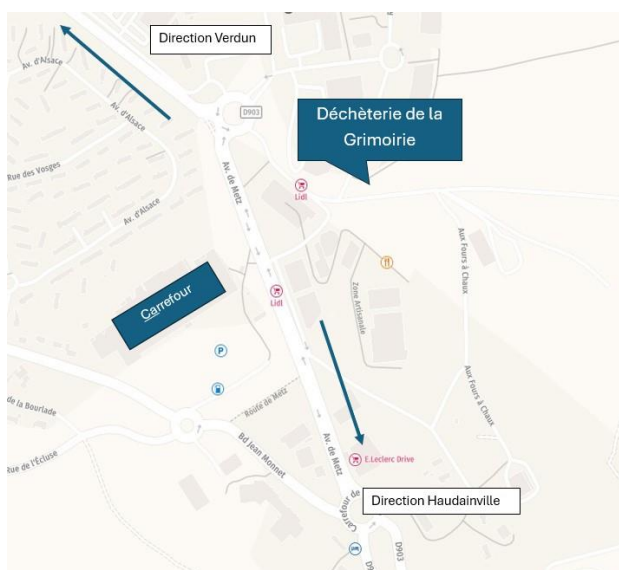 Direction Verdun
Av. d'Alsace
Av. d'Alsace
D903
Déchèterie de la
Grimoirie
Rue des Vosges
Av. de Metz
Lidl
Av. d'Alsace
Aux Fours à Chaux
Carrefour
Lidl
Zone Artisanale
P
Aux Fours à Chaux
de la Bourlade
Route de Metz
Rue de l'Écluse
Bd Jean Monnet
Av. de Metz
E.Leclerc Drive
Direction Haudainville
Carrefour de
D903